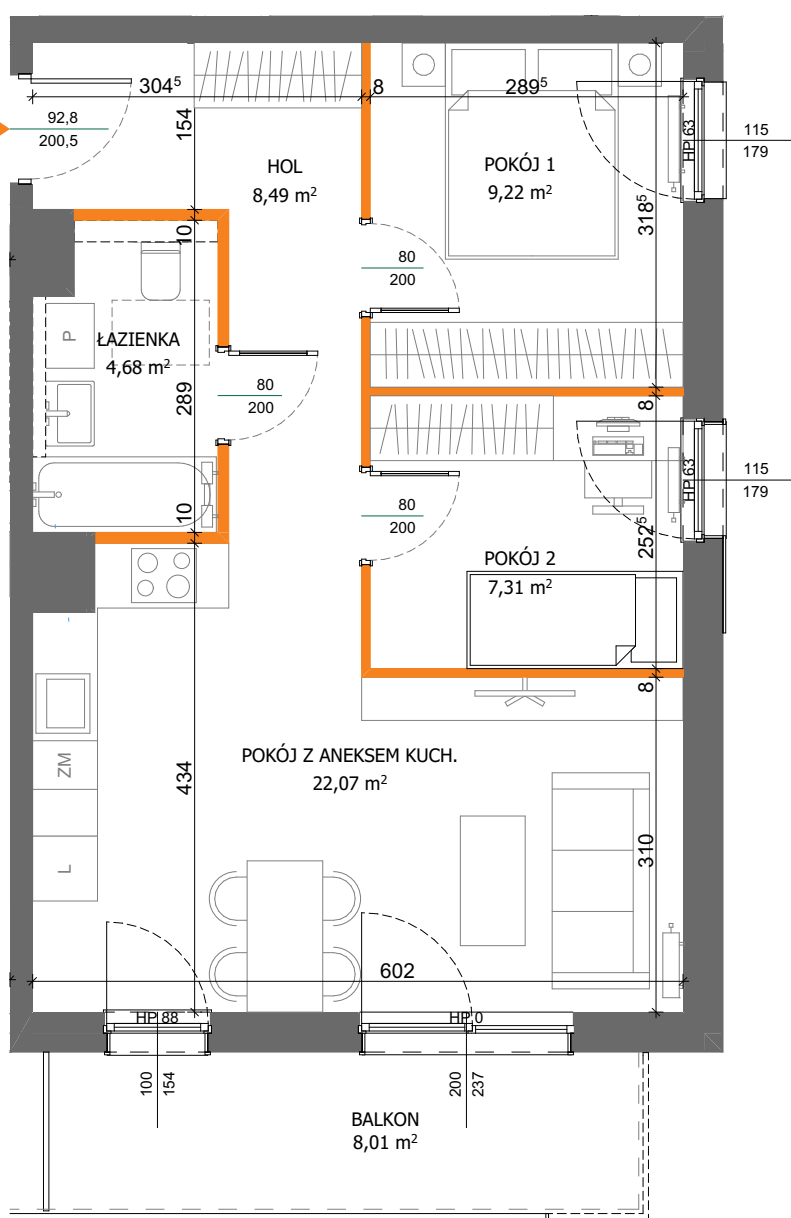 304⁵
8
289⁵
92,8
200,5
154
HP 63
115
179
HOL
8,49 m²
POKÓJ 1
9,22 m²
318⁵
10
80
200
P
ŁAZIENKA
4,68 m²
289
80
200
8
HP 63
115
179
10
80
200
252⁵
POKÓJ 2
7,31 m²
8
ZM
434
POKÓJ Z ANEKSEM KUCH.
22,07 m²
310
L
602
HP 88
HP 0
100
154
200
237
BALKON
8,01 m²